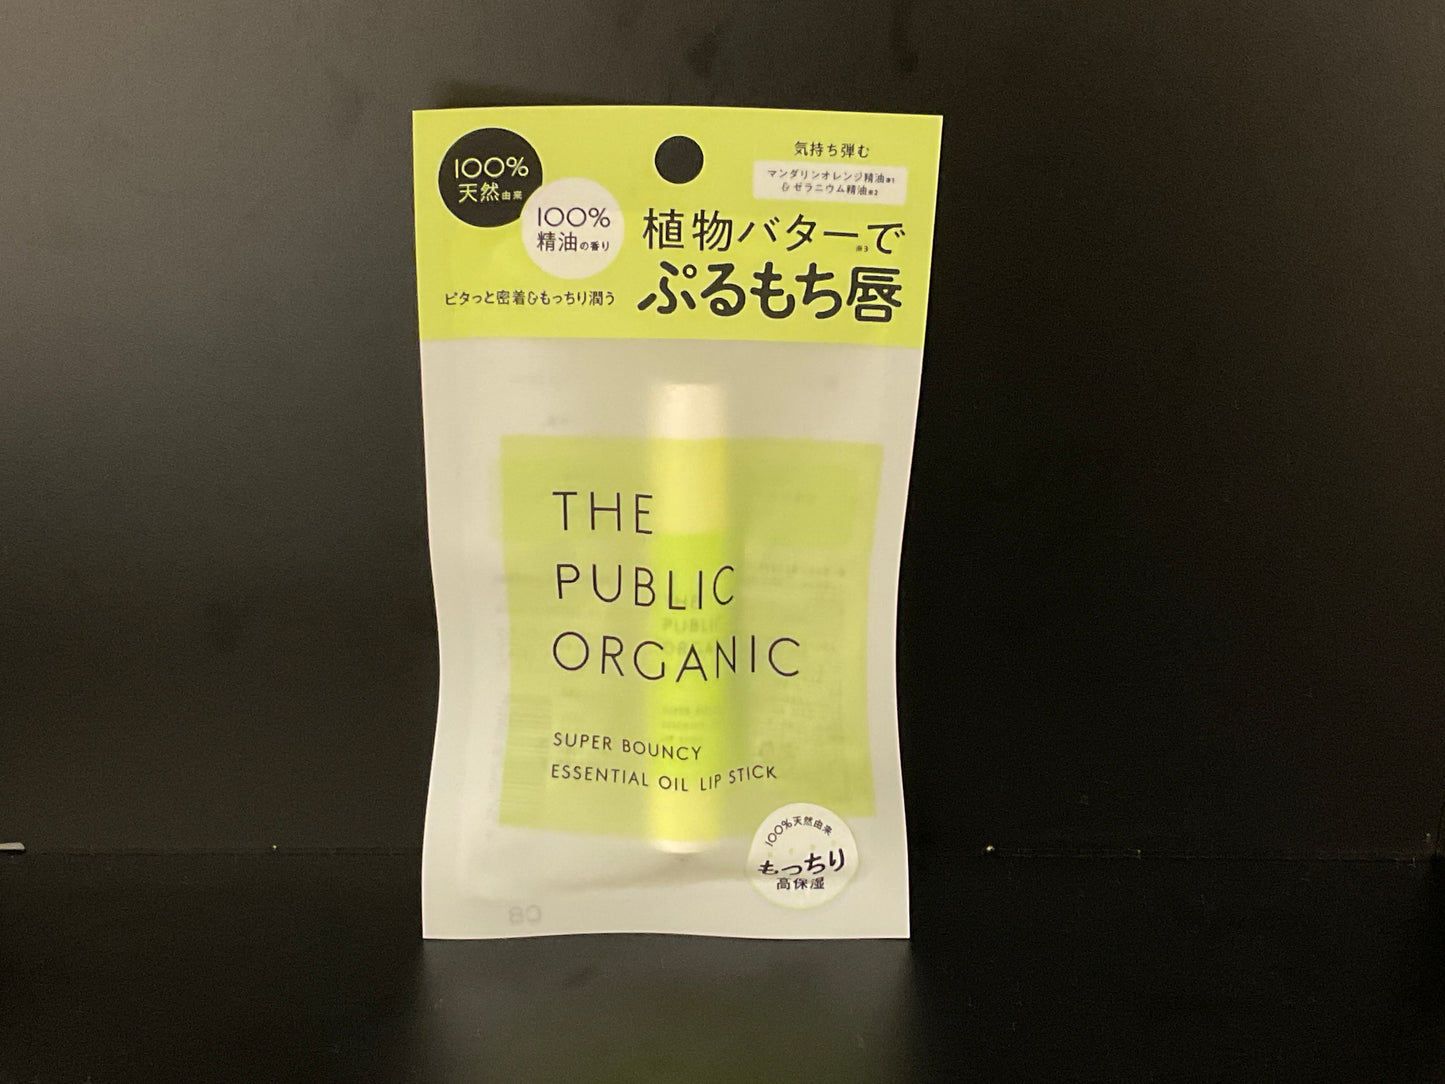 100%
天然由来
100%
精油の香り
ピタっと密着&もっちり潤う
気持ち弾む
マンダリンオレンジ精油※1
&ゼラニウム精油※2
植物バター※3で
ぷるもち唇
THE
PUBLIC
ORGANIC
SUPER BOUNCY
ESSENTIAL OIL LIP STICK
100%天然由来
もっちり
高保湿